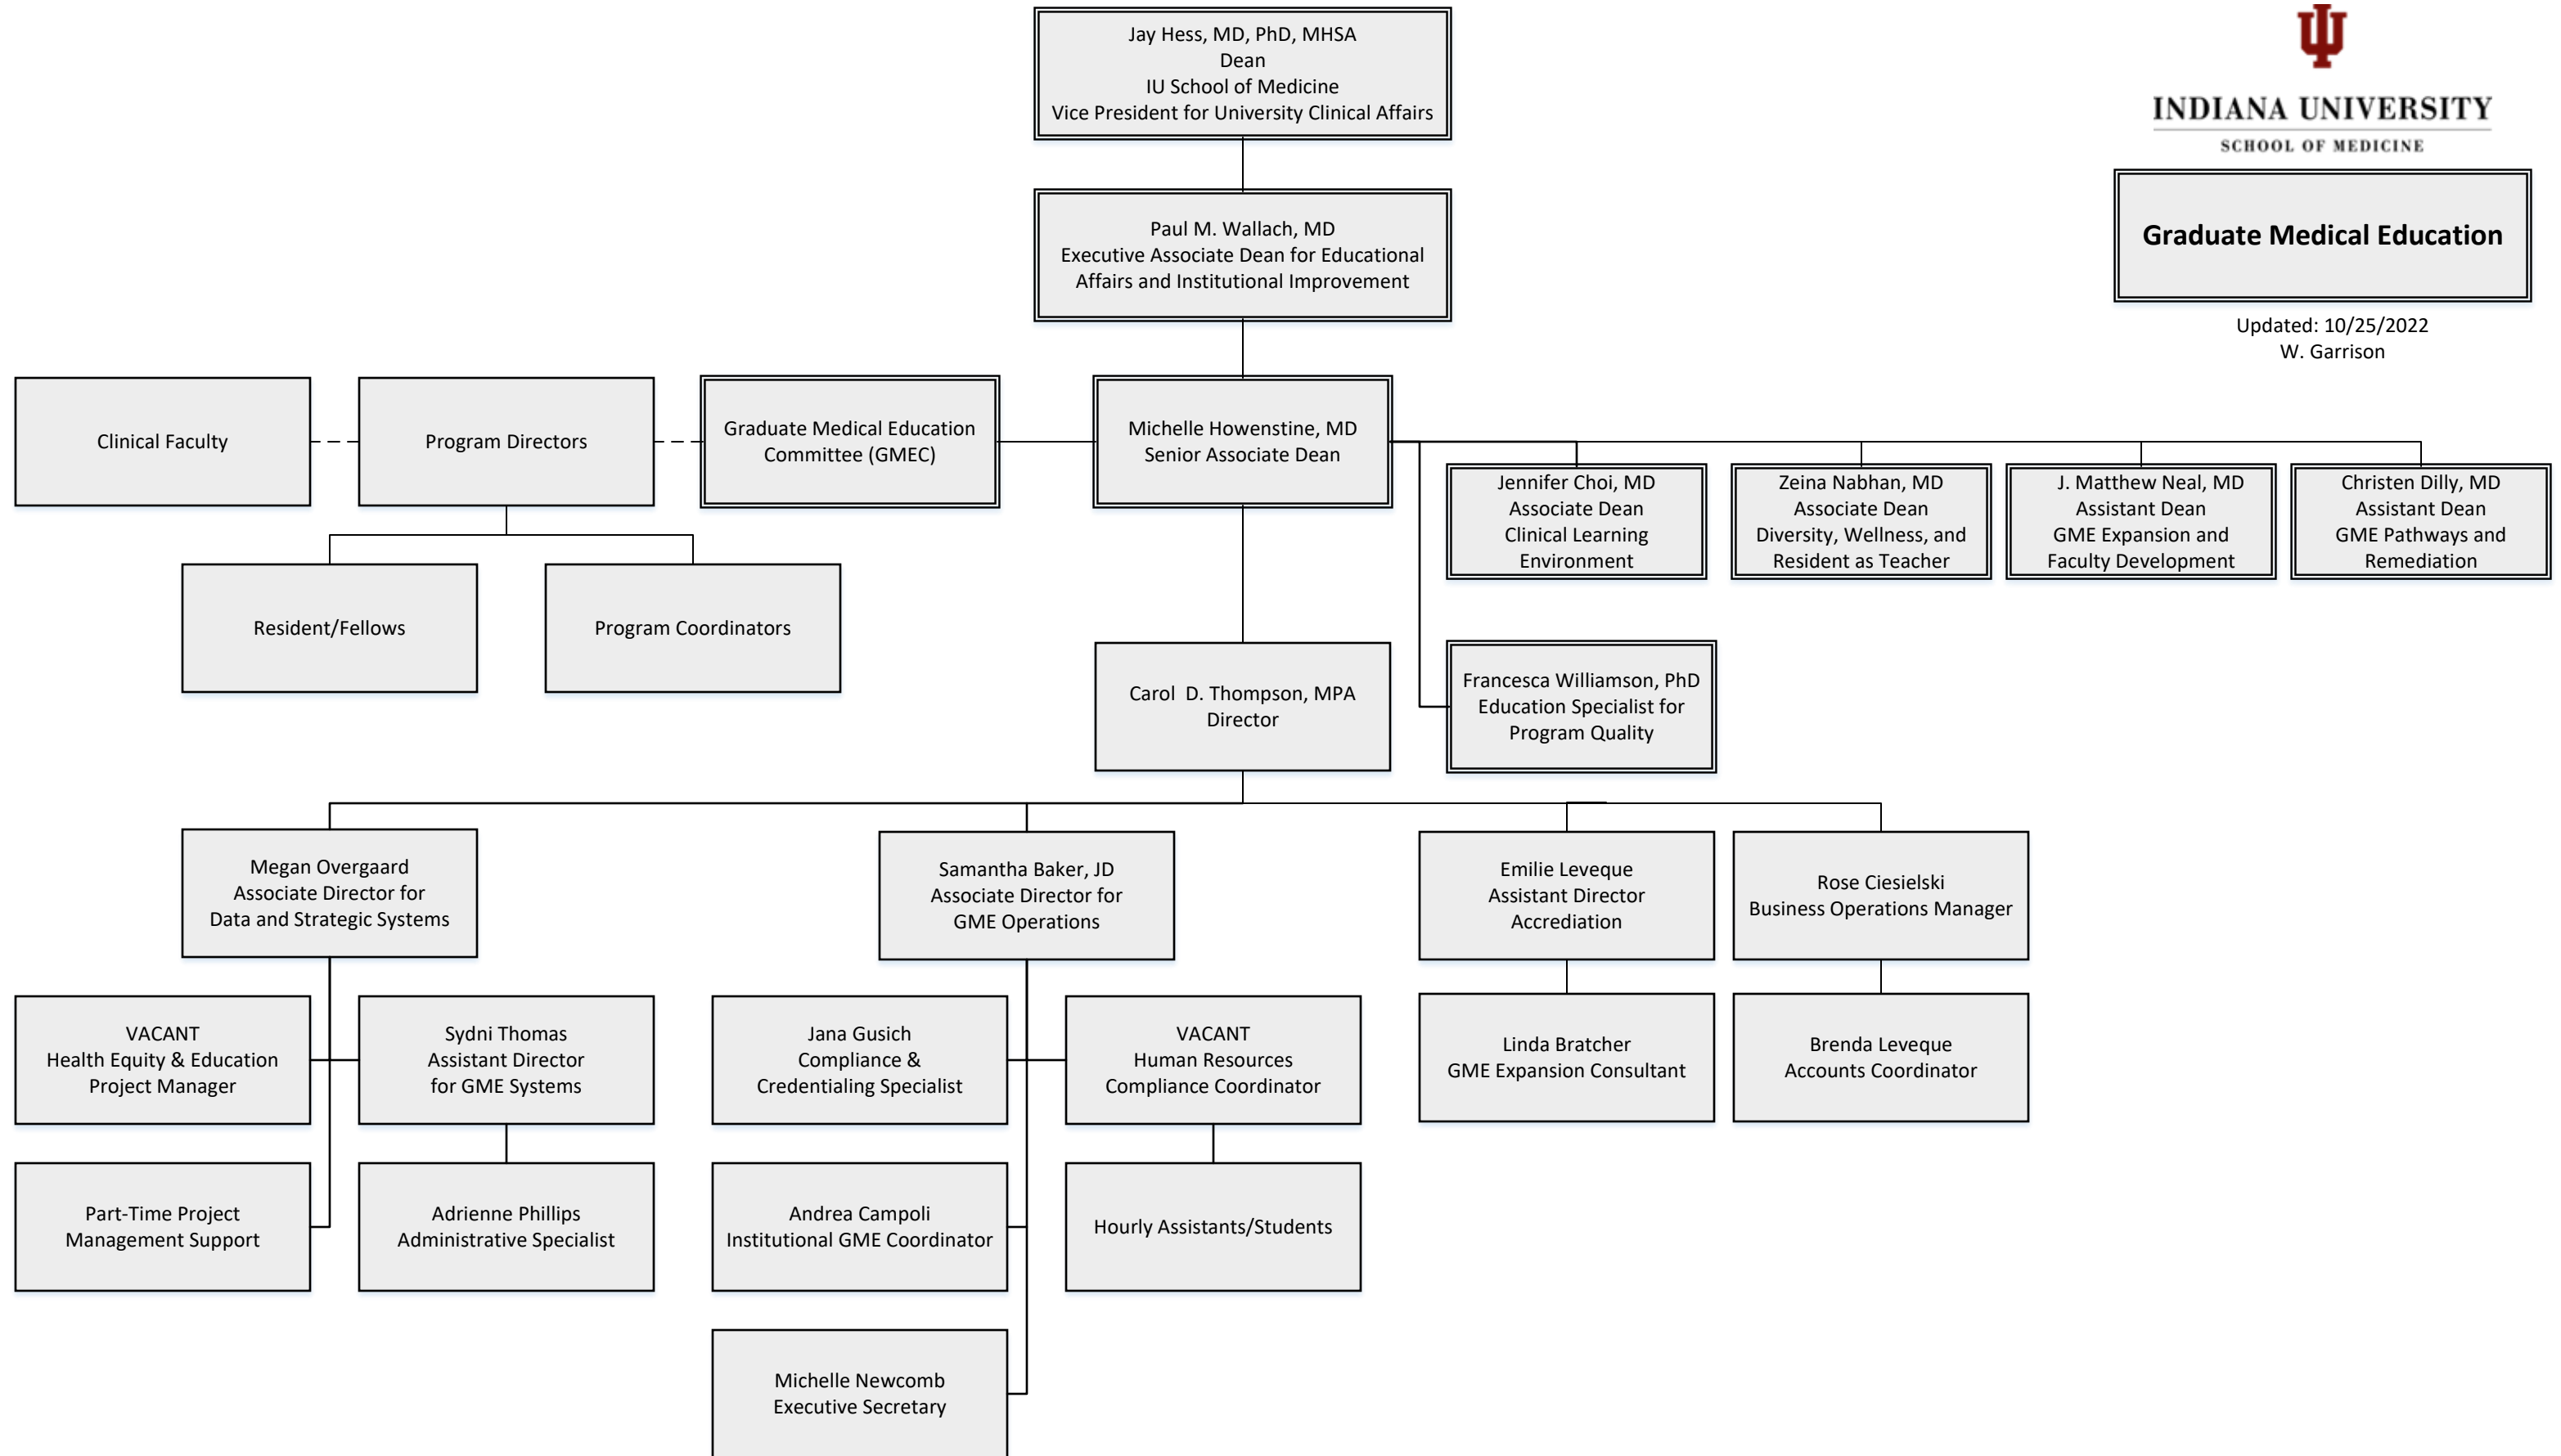 Jay Hess, MD, PhD, MHSA
Dean
IU School of Medicine
Vice President for University Clinical Affairs
INDIANA UNIVERSITY
SCHOOL OF MEDICINE
Graduate Medical Education
Updated: 10/25/2022
W. Garrison
Paul M. Wallach, MD
Executive Associate Dean for Educational
Affairs and Institutional Improvement
Clinical Faculty
Program Directors
Graduate Medical Education
Committee (GMEC)
Michelle Howenstine, MD
Senior Associate Dean
Jennifer Choi, MD
Associate Dean
Clinical Learning
Environment
Zeina Nabhan, MD
Associate Dean
Diversity, Wellness, and
Resident as Teacher
J. Matthew Neal, MD
Assistant Dean
GME Expansion and
Faculty Development
Christen Dilly, MD
Assistant Dean
GME Pathways and
Remediation
Resident/Fellows
Program Coordinators
Carol  D. Thompson, MPA
Director
Francesca Williamson, PhD
Education Specialist for
Program Quality
Megan Overgaard
Associate Director for
Data and Strategic Systems
Samantha Baker, JD
Associate Director for
GME Operations
Emilie Leveque
Assistant Director
Accrediation
Rose Ciesielski
Business Operations Manager
VACANT
Health Equity & Education
Project Manager
Sydni Thomas
Assistant Director
for GME Systems
Jana Gusich
Compliance &
Credentialing Specialist
VACANT
Human Resources
Compliance Coordinator
Linda Bratcher
GME Expansion Consultant
Brenda Leveque
Accounts Coordinator
Part-Time Project
Management Support
Adrienne Phillips
Administrative Specialist
Andrea Campoli
Institutional GME Coordinator
Hourly Assistants/Students
Michelle Newcomb
Executive Secretary